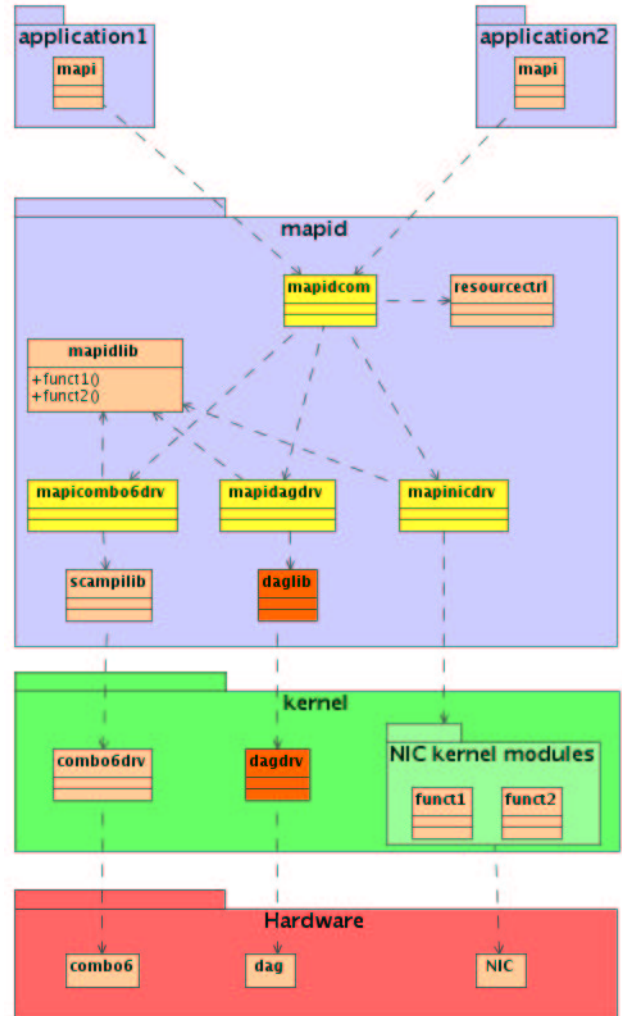 application1
application2
mapi
mapi
mapid
mapidcom
resourcectrl
mapidlib
+funct1()
+funct2()
mapicombo6drv
mapidagdrv
mapinicdrv
scampilib
daglib
kernel
combo6drv
dagdrv
NIC kernel modules
funct1
funct2
Hardware
combo6
dag
NIC